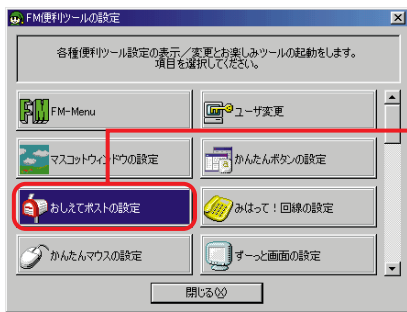 FM便利ツールの設定
各種便利ツール設定の表示／変更とお楽しみツールの起動をします。
項目を選択してください。
FM FM-Menu
ユーザ変更
マスコットウィンドウの設定
かんたんボタンの設定
おしえてポストの設定
みはって！回線の設定
かんたんマウスの設定
ずーっと画面の設定
閉じる(X)